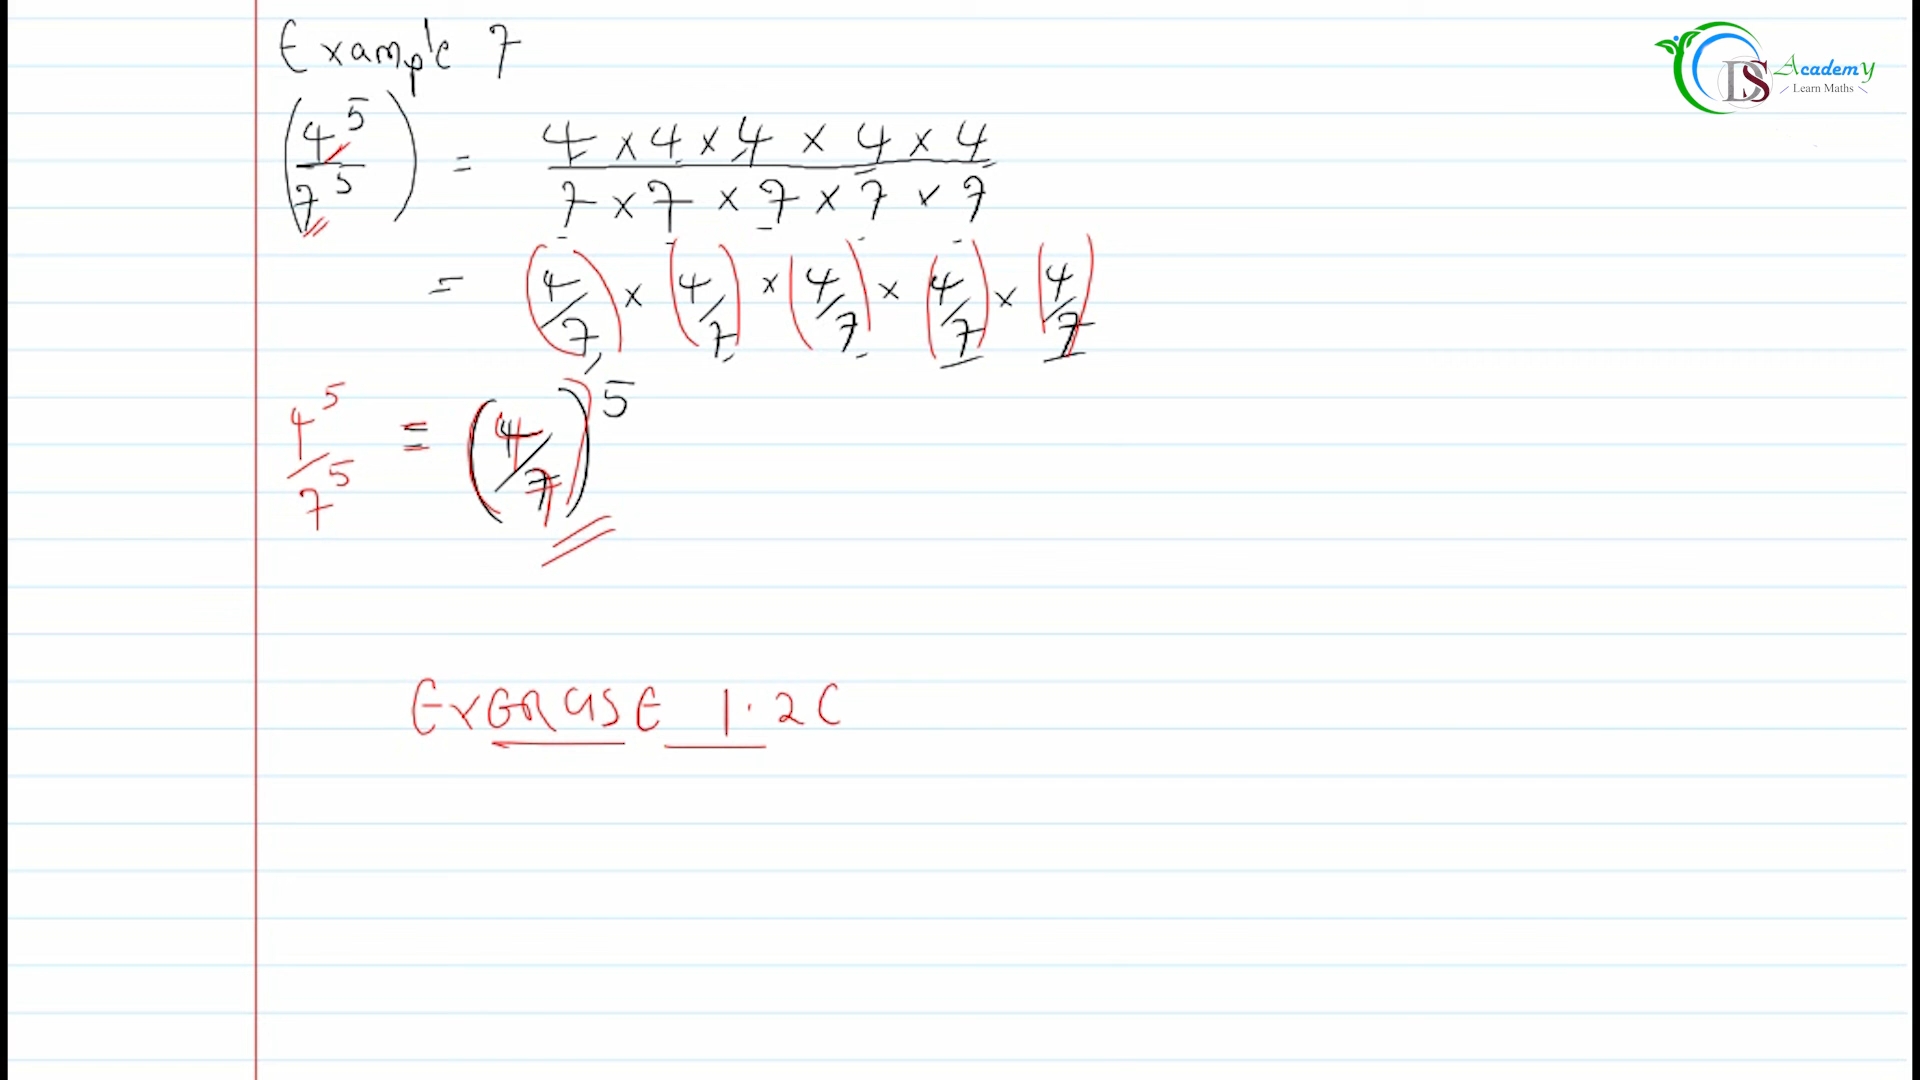 Example 7
(4^5/7^5) = 4 × 4 × 4 × 4 × 4 / 7 × 7 × 7 × 7 × 7
= (4/7) × (4/7) × (4/7) × (4/7) × (4/7)
4^5/7^5 = (4/7)^5
EXERCISE 1.2C
DS Academy
Learn Maths